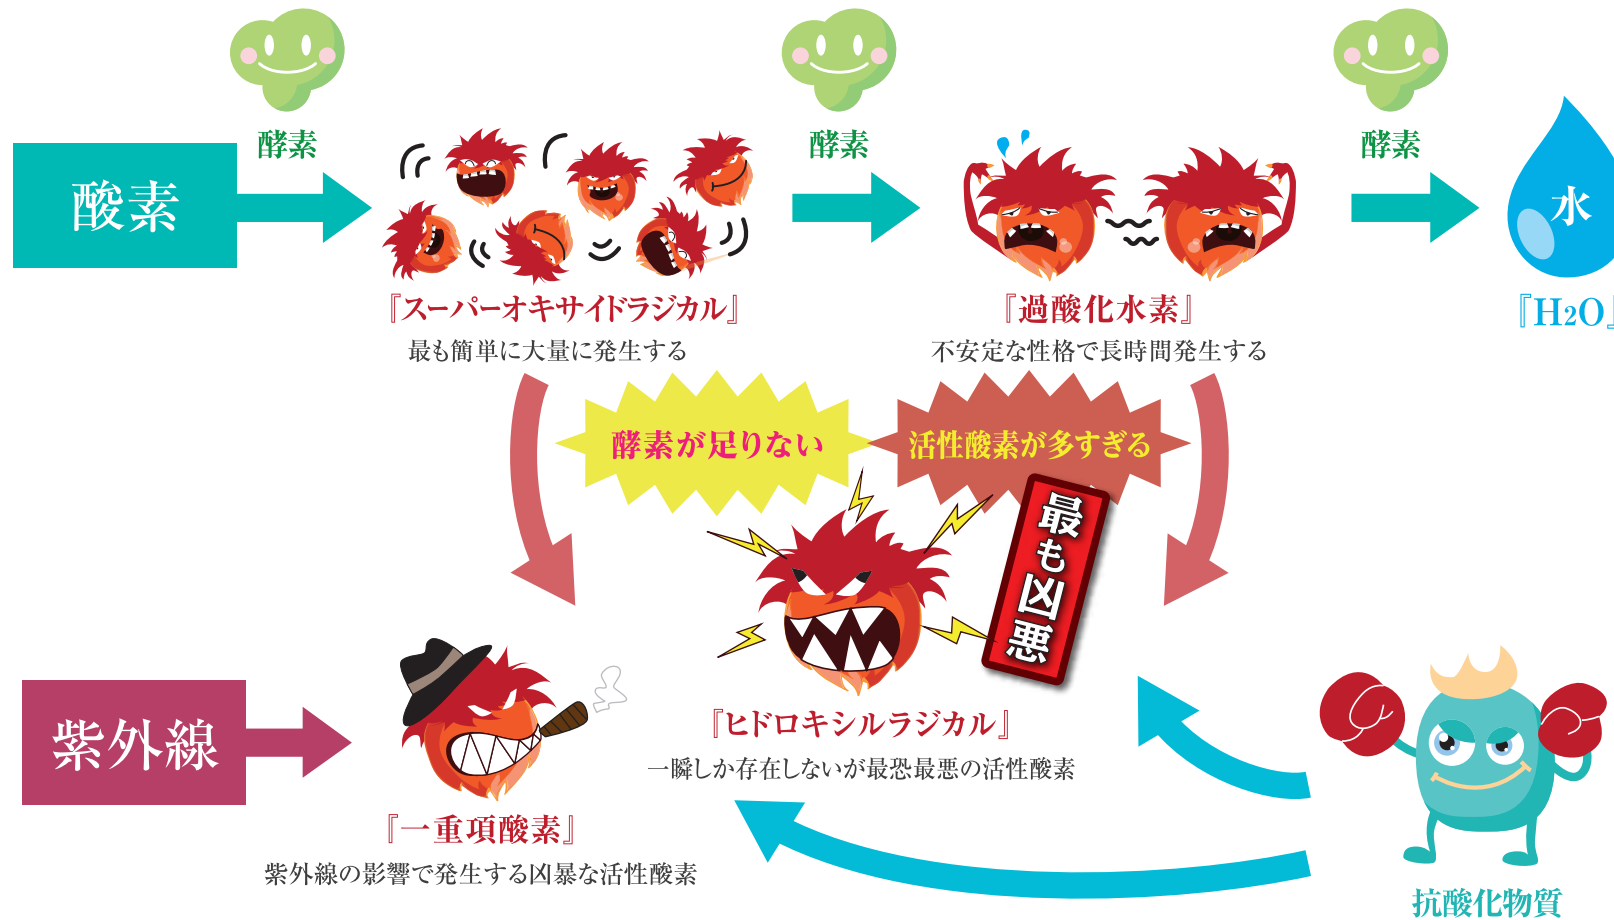 酵素
酵素
酵素
酸素
水
『スーパーオキサイドラジカル』
最も簡単に大量に発生する
『過酸化水素』
不安定な性格で長時間発生する
『H2O』
酵素が足りない
活性酸素が多すぎる
最も凶悪
紫外線
『ヒドロキシルラジカル』
一瞬しか存在しないが最恐最悪の活性酸素
『一重項酸素』
紫外線の影響で発生する凶暴な活性酸素
抗酸化物質